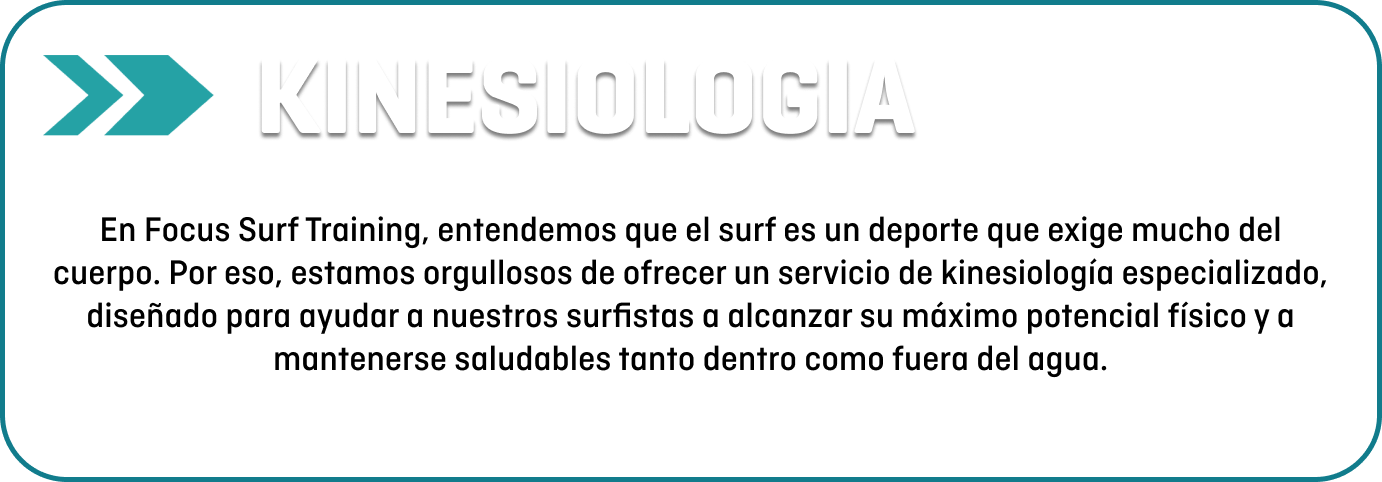 KINESIOLOGIA
En Focus Surf Training, entendemos que el surf es un deporte que exige mucho del
cuerpo. Por eso, estamos orgullosos de ofrecer un servicio de kinesiología especializado,
diseñado para ayudar a nuestros surfistas a alcanzar su máximo potencial físico y a
mantenerse saludables tanto dentro como fuera del agua.